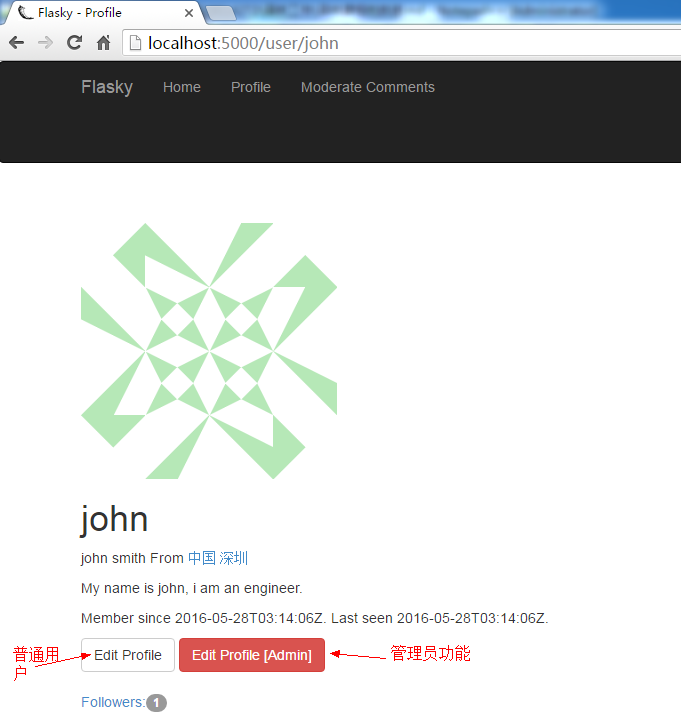 Flasky - Profile
localhost:5000/user/john
Flasky Home Profile Moderate Comments
john
john smith From 中国 深圳
My name is john, i am an engineer.
Member since 2016-05-28T03:14:06Z. Last seen 2016-05-28T03:14:06Z.
普通用
户
Edit Profile Edit Profile [Admin] 管理员功能
Followers: 1